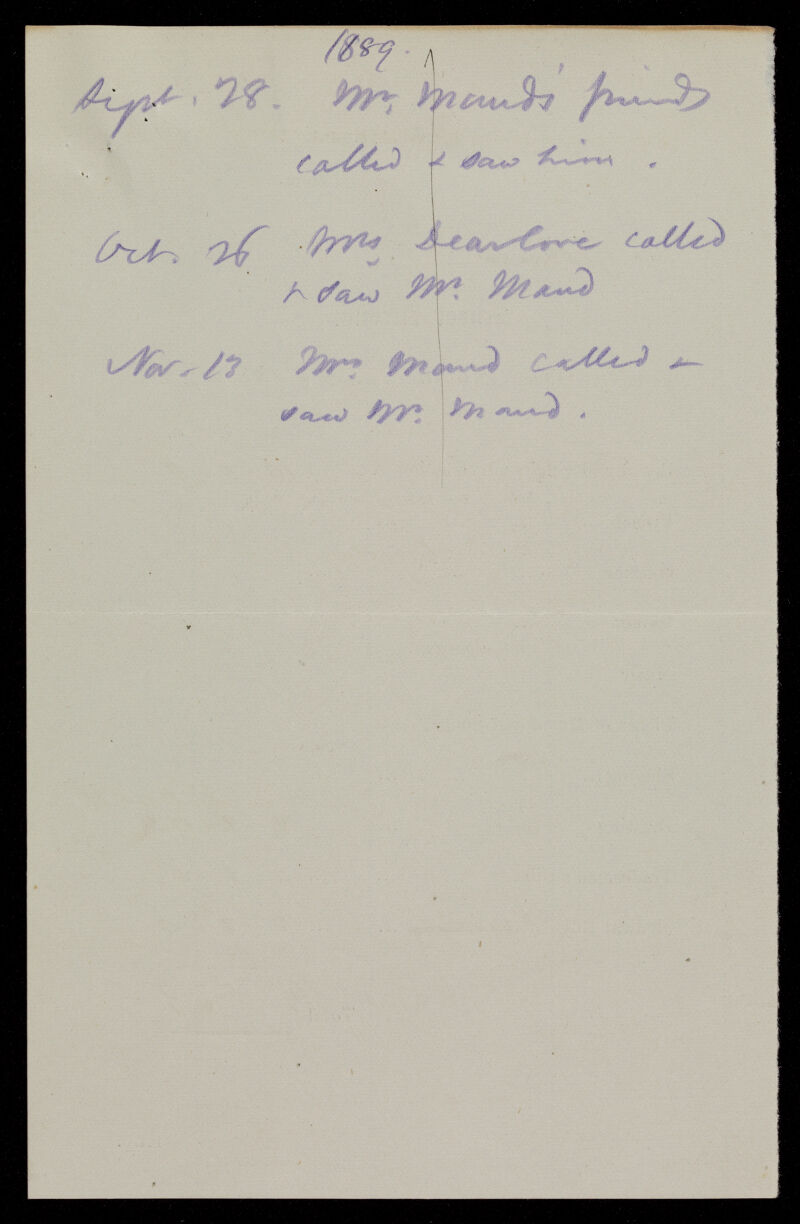 1889.
Sept. 28. Mr. Maud's friends
called & saw him.
Oct. 26 Mrs. Dearlove called
& saw Mr. Maud
Nov. 13 Mrs. Maud called &
saw Mr. Maud.